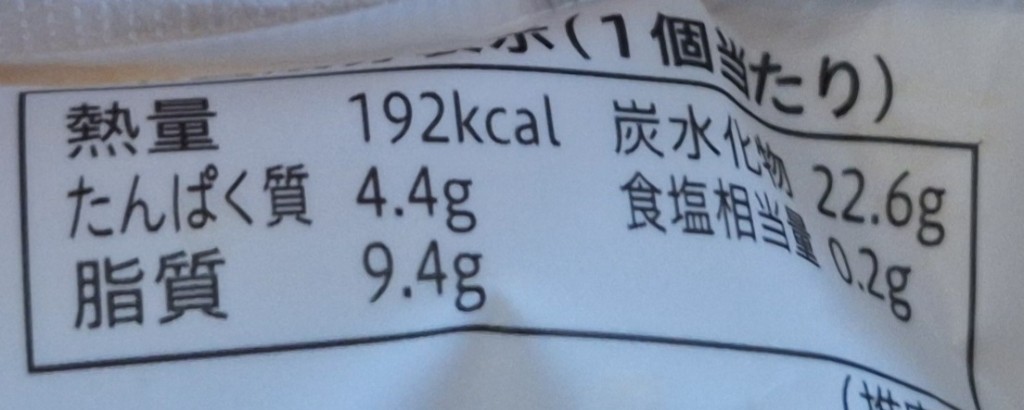 示(1個当たり)
熱量 192kcal 炭水化物 22.6g
たんぱく質 4.4g 食塩相当量 0.2g
脂質 9.4g